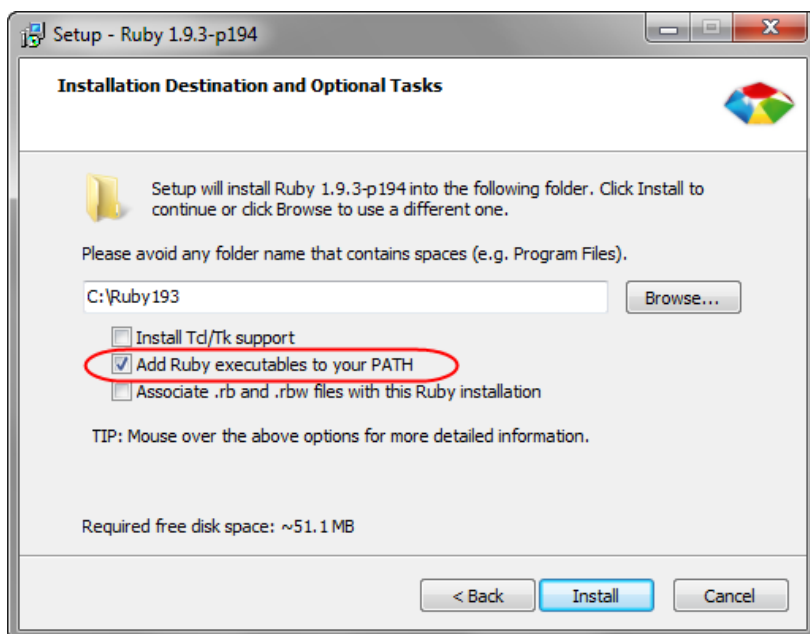 Setup - Ruby 1.9.3-p194
Installation Destination and Optional Tasks
Setup will install Ruby 1.9.3-p194 into the following folder. Click Install to
continue or click Browse to use a different one.
Please avoid any folder name that contains spaces (e.g. Program Files).
C:\Ruby193
Browse...
Install Tcl/Tk support
Add Ruby executables to your PATH
Associate .rb and .rbw files with this Ruby installation
TIP: Mouse over the above options for more detailed information.
Required free disk space: ~51.1 MB
< Back
Install
Cancel